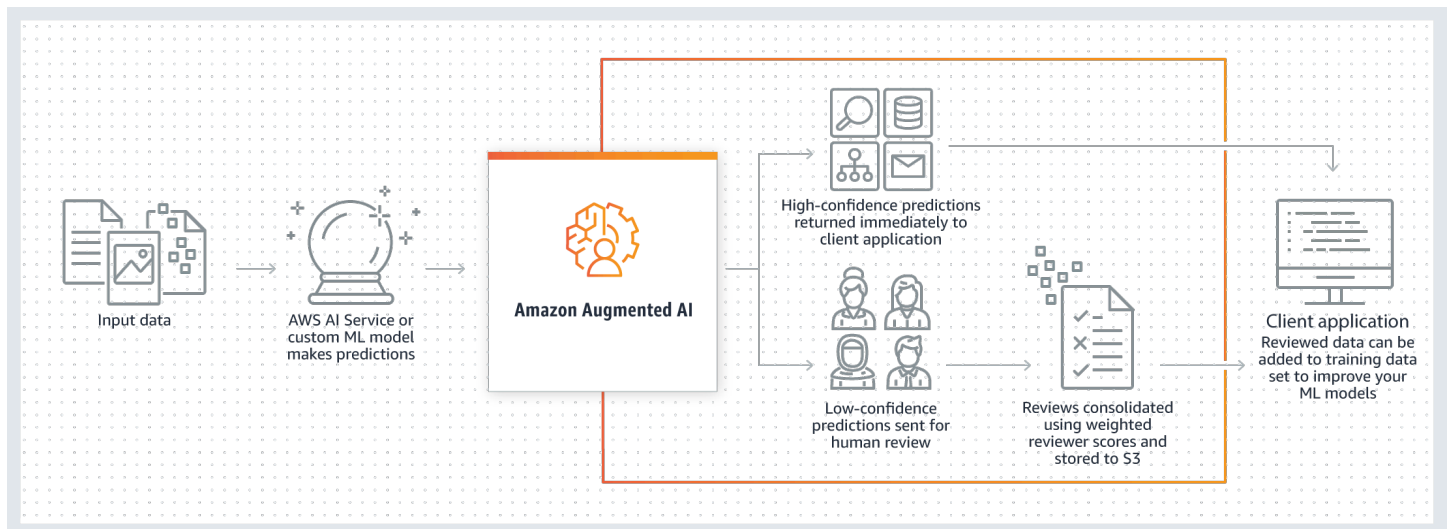 Input data
AWS AI Service or
custom ML model
makes predictions
Amazon Augmented AI
High-confidence predictions
returned immediately to
client application
Low-confidence
predictions sent for
human review
Reviews consolidated
using weighted
reviewer scores and
stored to S3
Client application
Reviewed data can be
added to training data
set to improve your
ML models